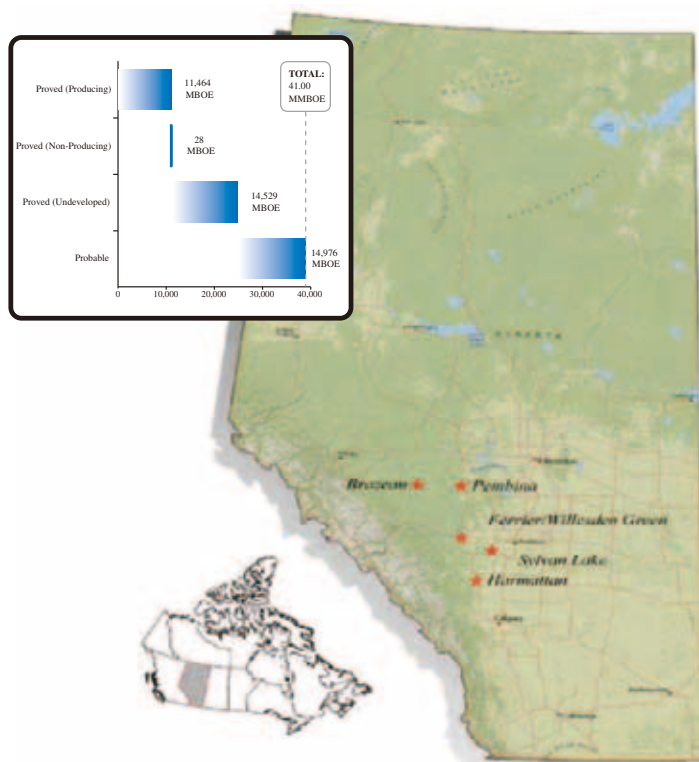 TOTAL:
41.00
MMBOE
Proved (Producing)
11,464
MBOE
Proved (Non-Producing)
28
MBOE
Proved (Undeveloped)
14,529
MBOE
Probable
14,976
MBOE
0
10,000
20,000
30,000
40,000
ALBERTA
Brazeau
Pembina
Ferrier/Willesden Green
Sylvan Lake
Harmattan